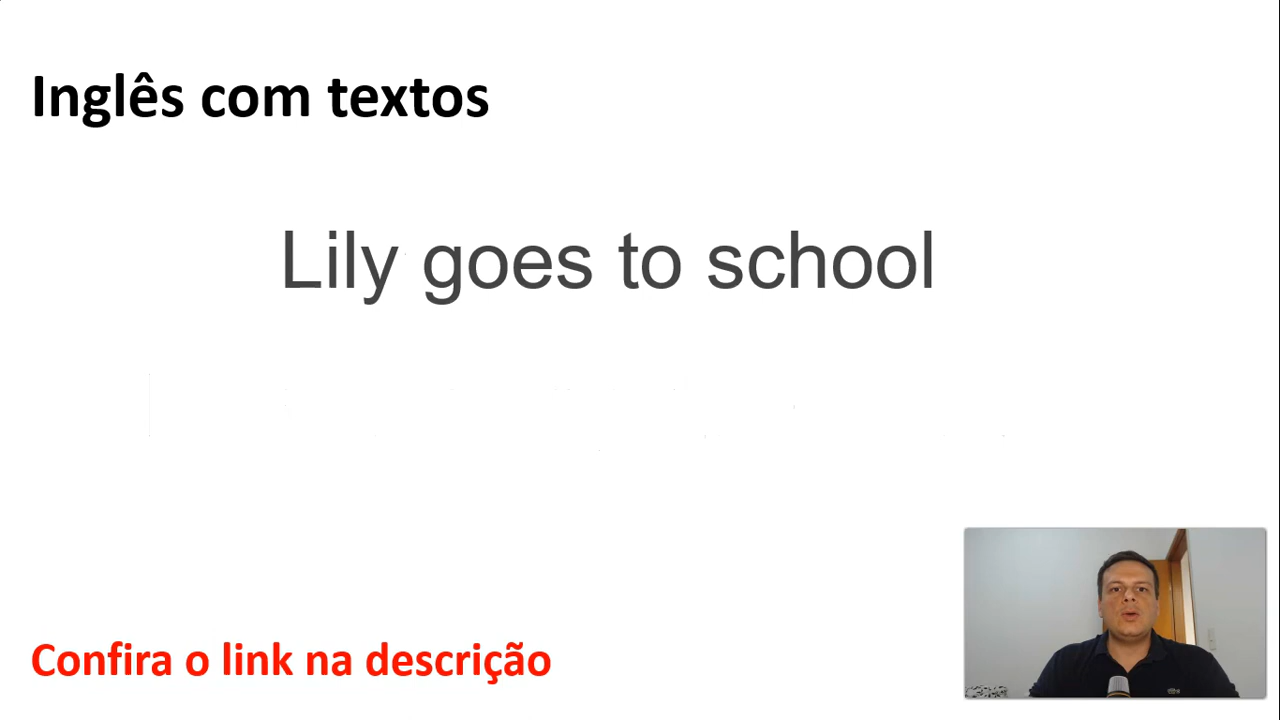 Inglês com textos
Lily goes to school
Confira o link na descrição